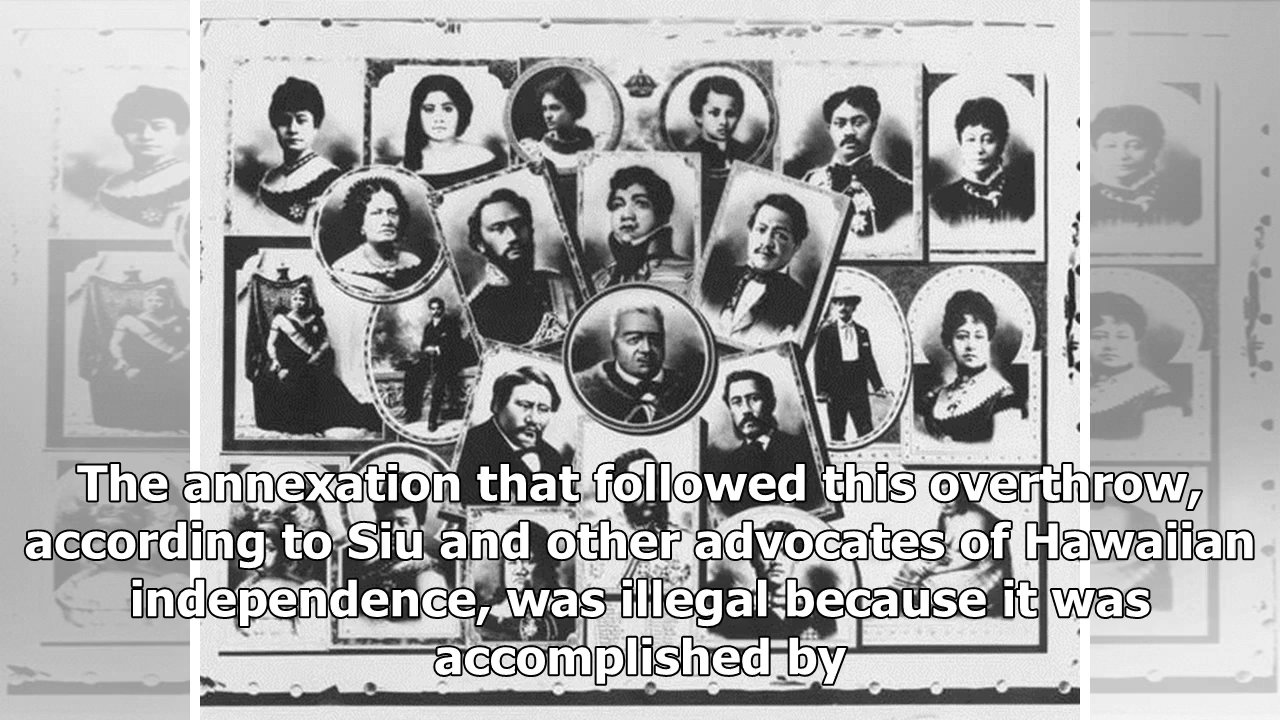 The annexation that followed this overthrow,
according to Siu and other advocates of Hawaiian
independence, was illegal because it was
accomplished by